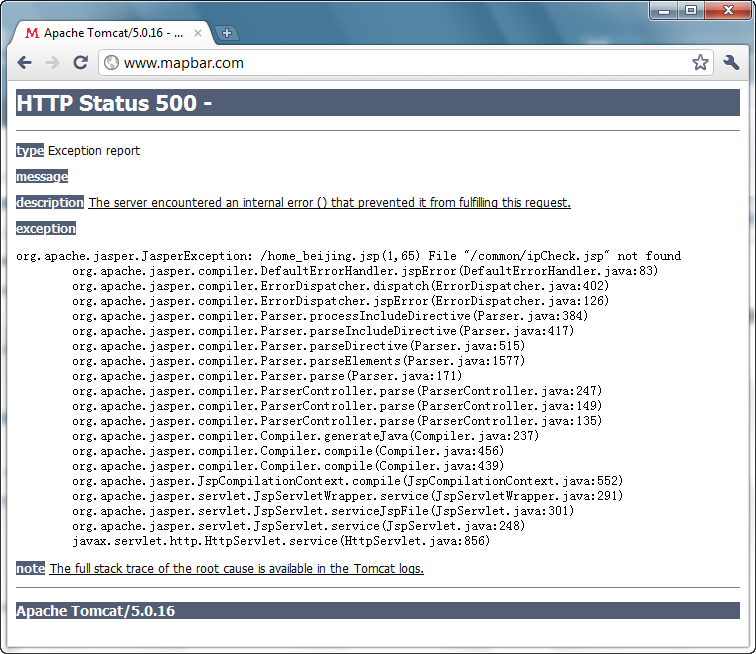 Apache Tomcat/5.0.16 - ...
www.mapbar.com
HTTP Status 500 -
type Exception report
message
description The server encountered an internal error () that prevented it from fulfilling this request.
exception
org.apache.jasper.JasperException: /home_beijing.jsp(1,65) File "/common/ipCheck.jsp" not found
org.apache.jasper.compiler.DefaultErrorHandler.jspError(DefaultErrorHandler.java:83)
org.apache.jasper.compiler.ErrorDispatcher.dispatch(ErrorDispatcher.java:402)
org.apache.jasper.compiler.ErrorDispatcher.jspError(ErrorDispatcher.java:126)
org.apache.jasper.compiler.Parser.processIncludeDirective(Parser.java:384)
org.apache.jasper.compiler.Parser.parseIncludeDirective(Parser.java:417)
org.apache.jasper.compiler.Parser.parseDirective(Parser.java:515)
org.apache.jasper.compiler.Parser.parseElements(Parser.java:1577)
org.apache.jasper.compiler.Parser.parse(Parser.java:171)
org.apache.jasper.compiler.ParserController.parse(ParserController.java:247)
org.apache.jasper.compiler.ParserController.parse(ParserController.java:149)
org.apache.jasper.compiler.ParserController.parse(ParserController.java:135)
org.apache.jasper.compiler.Compiler.generateJava(Compiler.java:237)
org.apache.jasper.compiler.Compiler.compile(Compiler.java:456)
org.apache.jasper.compiler.Compiler.compile(Compiler.java:439)
org.apache.jasper.JspCompilationContext.compile(JspCompilationContext.java:552)
org.apache.jasper.servlet.JspServletWrapper.service(JspServletWrapper.java:291)
org.apache.jasper.servlet.JspServlet.serviceJspFile(JspServlet.java:301)
org.apache.jasper.servlet.JspServlet.service(JspServlet.java:248)
javax.servlet.http.HttpServlet.service(HttpServlet.java:856)
note The full stack trace of the root cause is available in the Tomcat logs.
Apache Tomcat/5.0.16